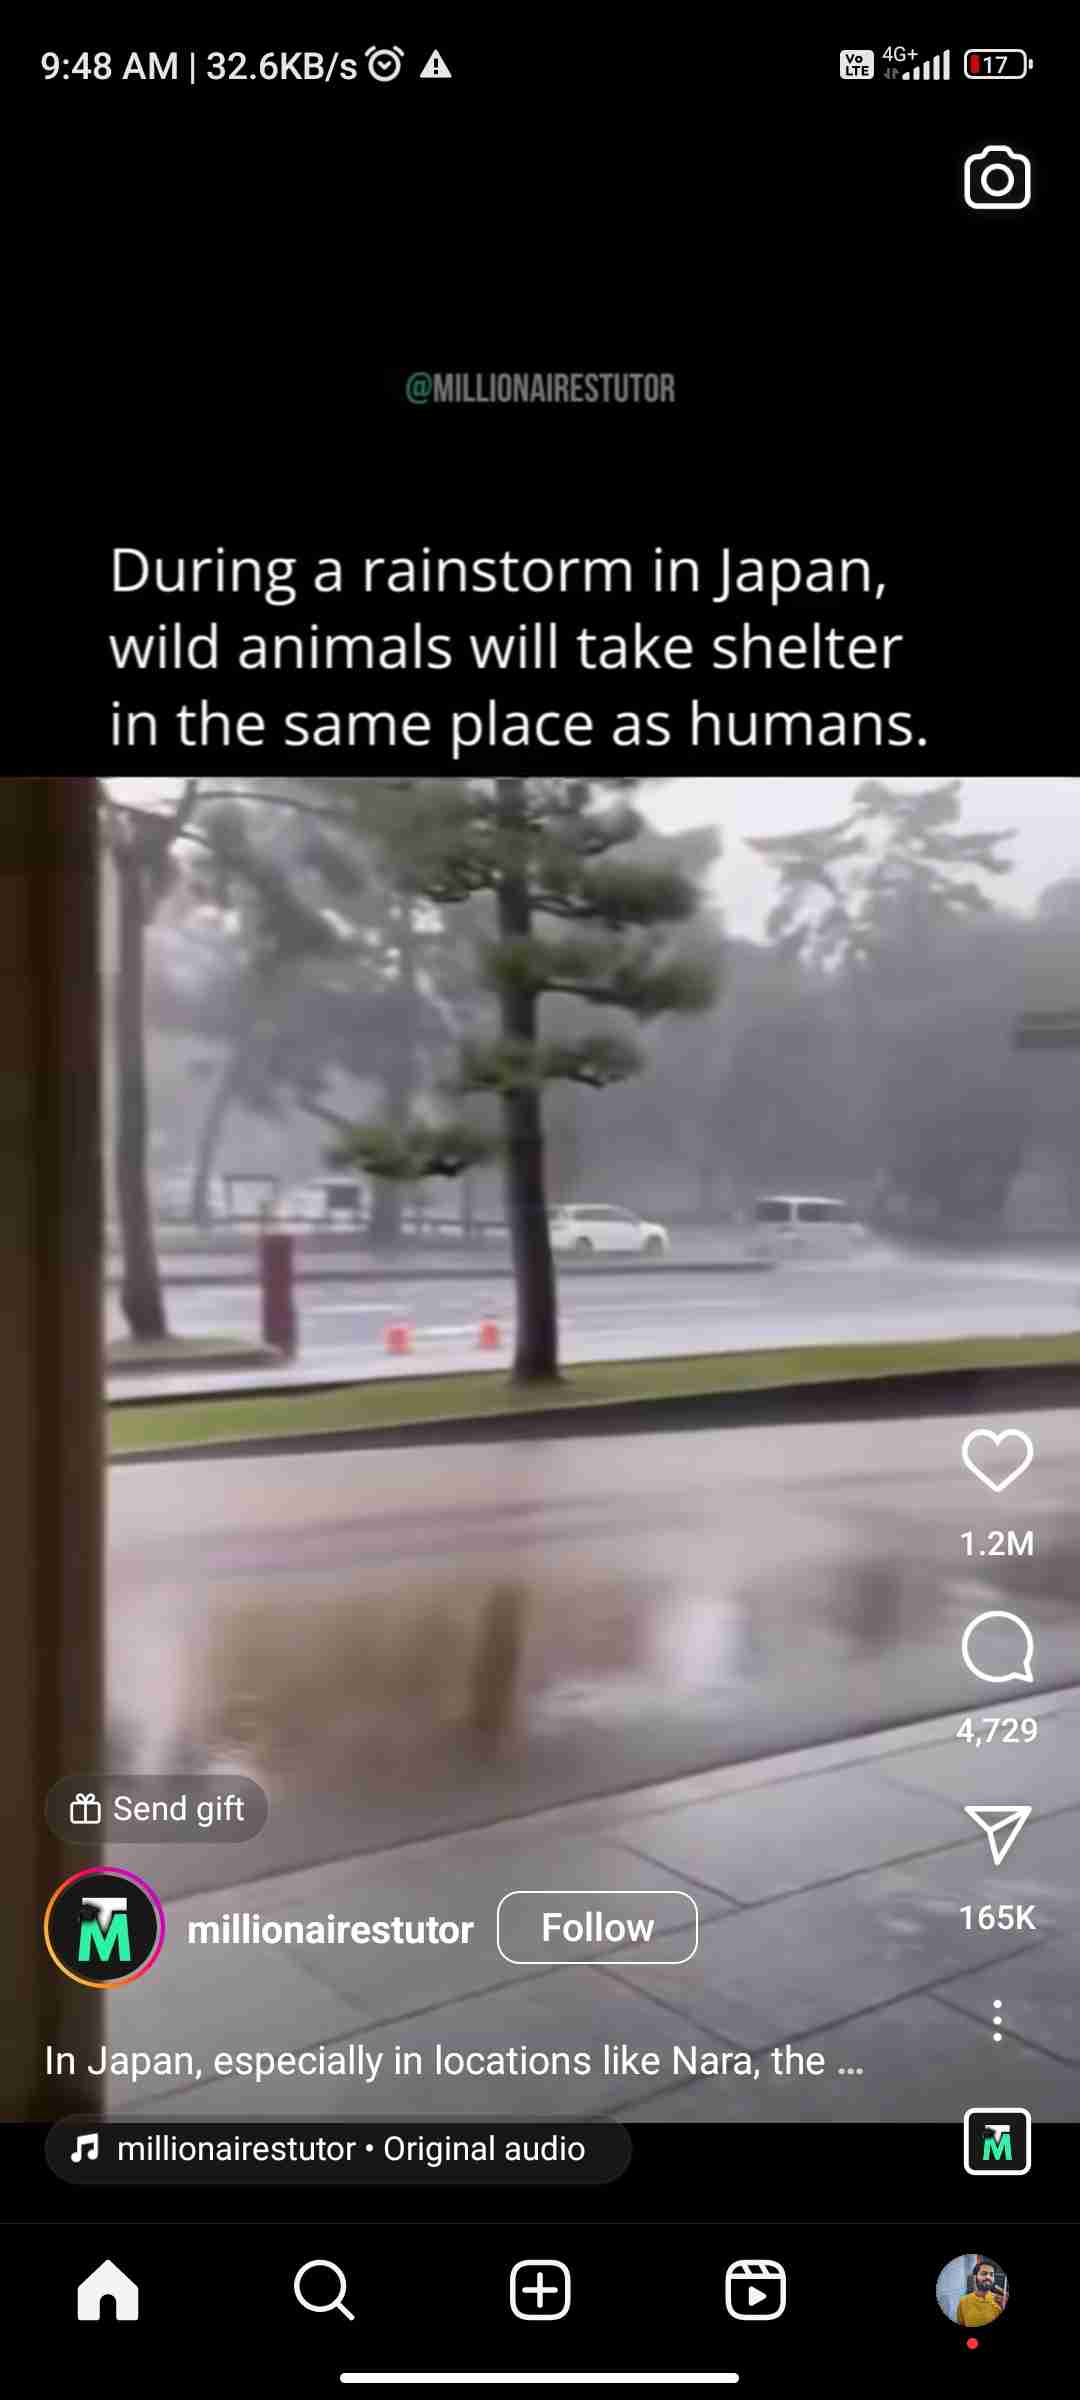 9:48 AM | 32.6KB/s
Vo LTE 4G+ 17
@MILLIONAIRESTUTOR
During a rainstorm in Japan,
wild animals will take shelter
in the same place as humans.
1.2M
4,729
Send gift
165K
millionairestutor Follow
In Japan, especially in locations like Nara, the ...
millionairestutor • Original audio